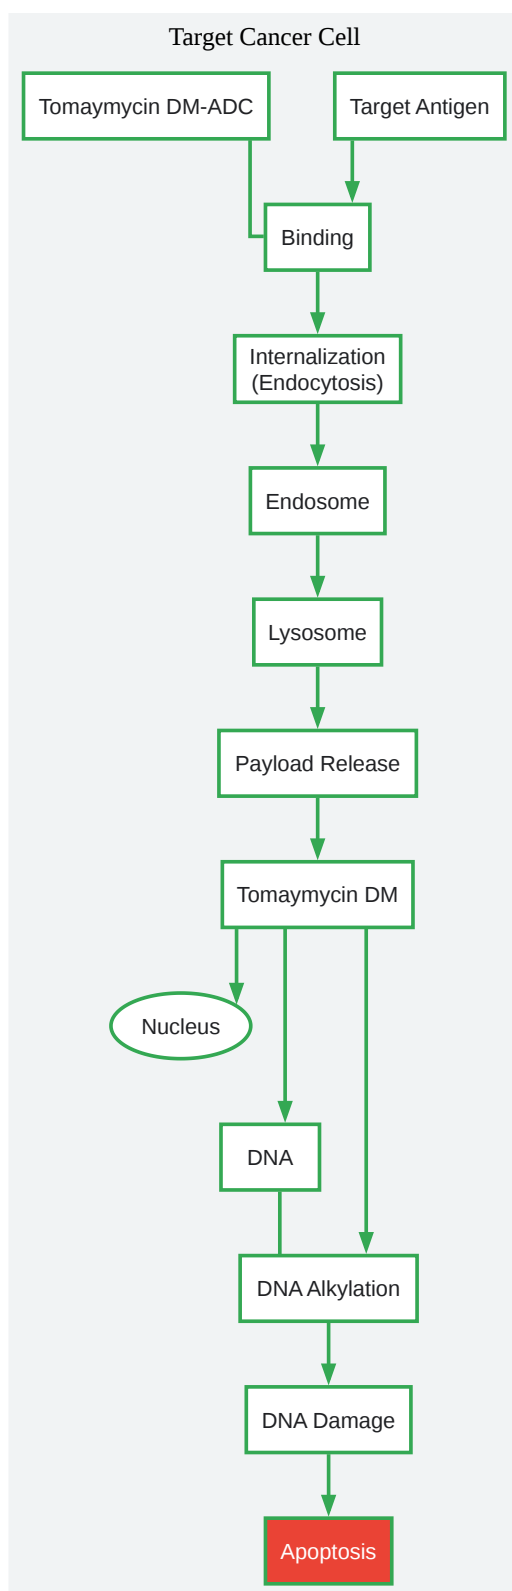 Target Cancer Cell
Tomaymycin DM-ADC
Target Antigen
Binding
Internalization
(Endocytosis)
Endosome
Lysosome
Payload Release
Tomaymycin DM
Nucleus
DNA
DNA Alkylation
DNA Damage
Apoptosis